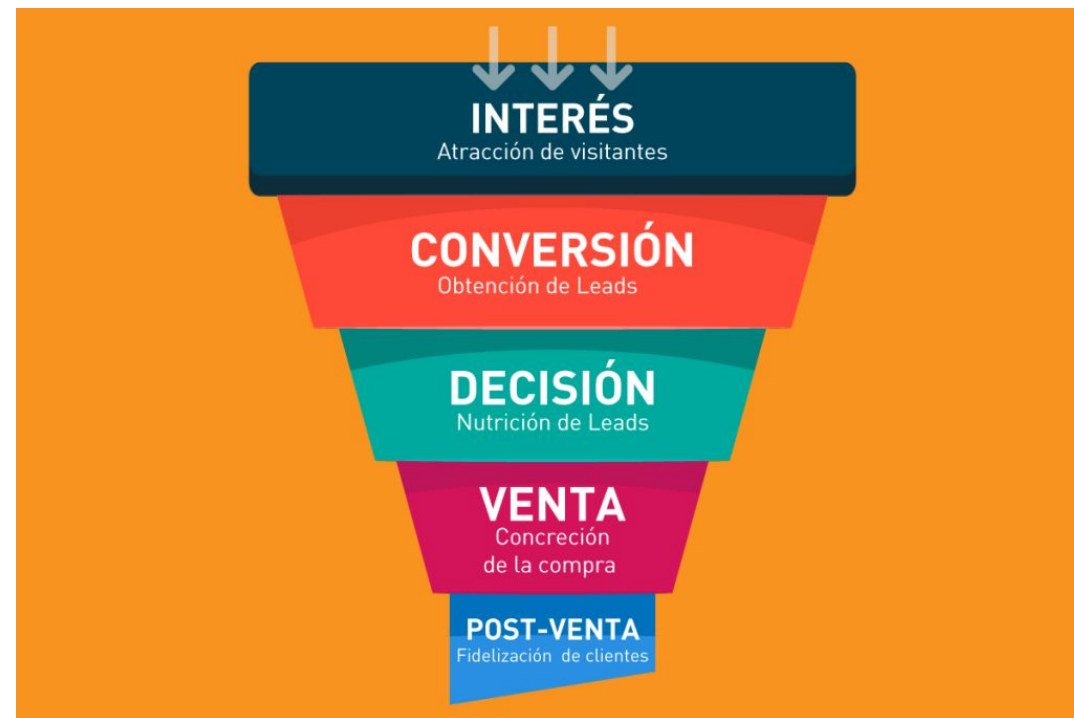 INTERÉS
Atracción de visitantes
CONVERSIÓN
Obtención de Leads
DECISIÓN
Nutrición de Leads
VENTA
Concreción
de la compra
POST-VENTA
Fidelización de clientes